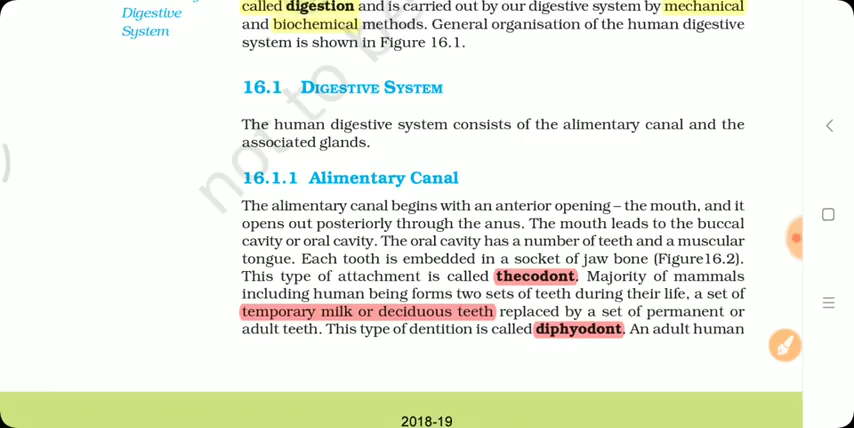 Digestive
System
called digestion and is carried out by our digestive system by mechanical
and biochemical methods. General organisation of the human digestive
system is shown in Figure 16.1.
16.1 DIGESTIVE SYSTEM
The human digestive system consists of the alimentary canal and the
associated glands.
16.1.1 Alimentary Canal
The alimentary canal begins with an anterior opening – the mouth, and it
opens out posteriorly through the anus. The mouth leads to the buccal
cavity or oral cavity. The oral cavity has a number of teeth and a muscular
tongue. Each tooth is embedded in a socket of jaw bone (Figure16.2).
This type of attachment is called thecodont. Majority of mammals
including human being forms two sets of teeth during their life, a set of
temporary milk or deciduous teeth replaced by a set of permanent or
adult teeth. This type of dentition is called diphyodont. An adult human
not to be
2018-19